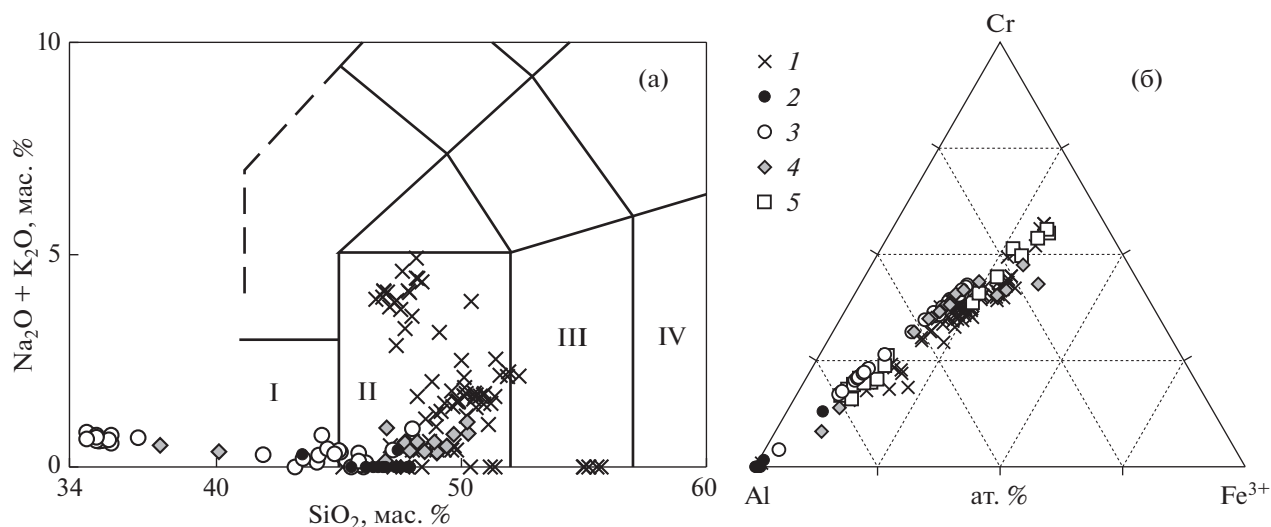 10
5
0
Na₂O + K₂O, мас. %
(а)
I
II
III
IV
34
40
50
60
SiO₂, мас. %
1
2
3
4
5
(б)
Cr
Al
ат. %
Fe³⁺